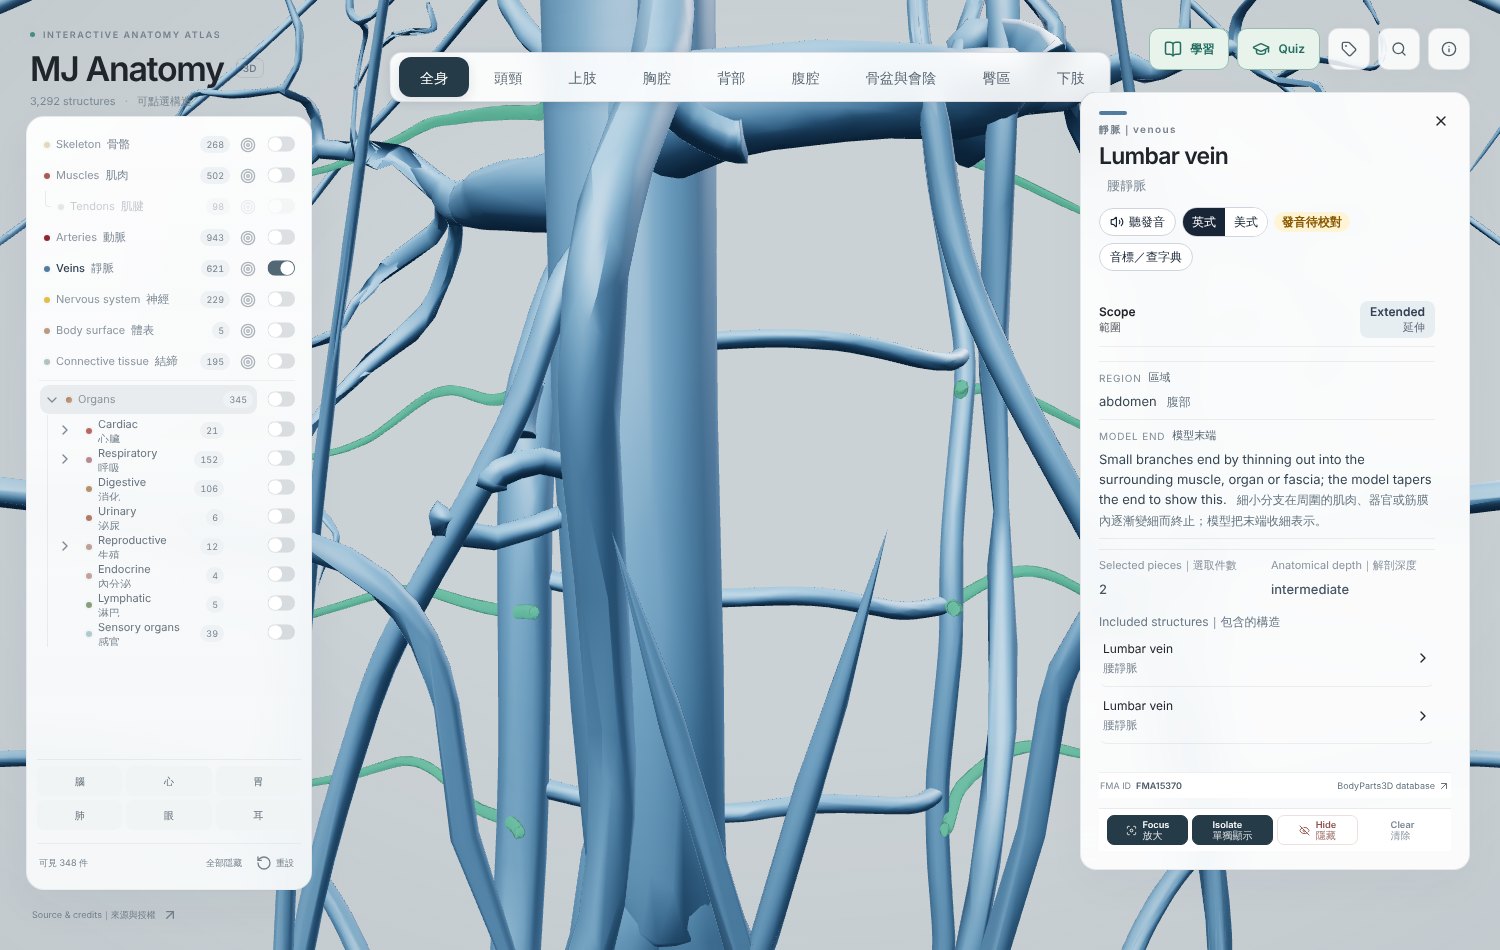 INTERACTIVE ANATOMY ATLAS
MJ Anatomy 3D
3,292 structures · 可點選構造
全身 頭頸 上肢 胸腔 背部 腹腔 骨盆與會陰 臀區 下肢
學習 Quiz
Skeleton 骨骼 268
Muscles 肌肉 502
Tendons 肌腱 98
Arteries 動脈 943
Veins 靜脈 621
Nervous system 神經 229
Body surface 體表 5
Connective tissue 結締 195
Organs 345
Cardiac 21
心臟
Respiratory 152
呼吸
Digestive 106
消化
Urinary 6
泌尿
Reproductive 12
生殖
Endocrine 4
內分泌
Lymphatic 5
淋巴
Sensory organs 39
感官
腦 心 胃
肺 眼 耳
可見 348 件 全部隱藏 重設
Source & credits｜來源與授權
靜脈｜venous
Lumbar vein
腰靜脈
聽發音 英式 美式 發音待校對
音標／查字典
Scope Extended
範圍 延伸
REGION 區域
abdomen 腹部
MODEL END 模型末端
Small branches end by thinning out into the
surrounding muscle, organ or fascia; the model tapers
the end to show this. 細小分支在周圍的肌肉、器官或筋膜
內逐漸變細而終止；模型把末端收細表示。
Selected pieces｜選取件數 Anatomical depth｜解剖深度
2 intermediate
Included structures｜包含的構造
Lumbar vein
腰靜脈
Lumbar vein
腰靜脈
FMA ID FMA15370 BodyParts3D database
Focus Isolate Hide Clear
放大 單獨顯示 隱藏 清除